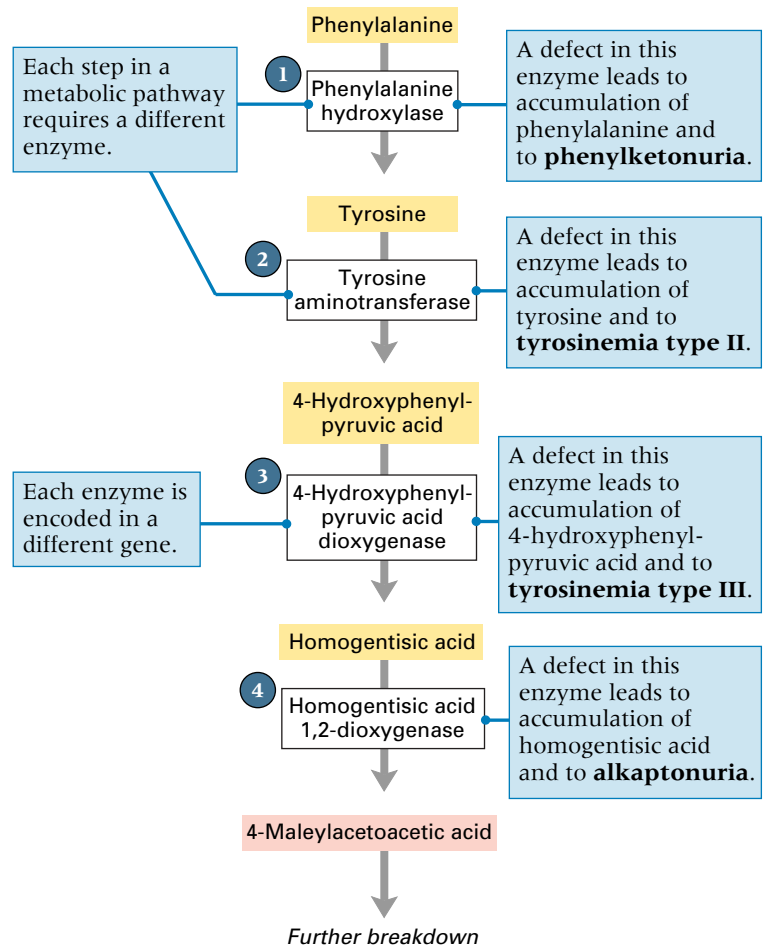 Phenylalanine
Each step in a
metabolic pathway
requires a different
enzyme.
1
Phenylalanine
hydroxylase
A defect in this
enzyme leads to
accumulation of
phenylalanine and
to phenylketonuria.
Tyrosine
2
Tyrosine
aminotransferase
A defect in this
enzyme leads to
accumulation of
tyrosine and to
tyrosinemia type II.
4-Hydroxyphenyl-
pyruvic acid
Each enzyme is
encoded in a
different gene.
3
4-Hydroxyphenyl-
pyruvic acid
dioxygenase
A defect in this
enzyme leads to
accumulation of
4-hydroxyphenyl-
pyruvic acid and to
tyrosinemia type III.
Homogentisic acid
4
Homogentisic acid
1,2-dioxygenase
A defect in this
enzyme leads to
accumulation of
homogentisic acid
and to alkaptonuria.
4-Maleylacetoacetic acid
Further breakdown